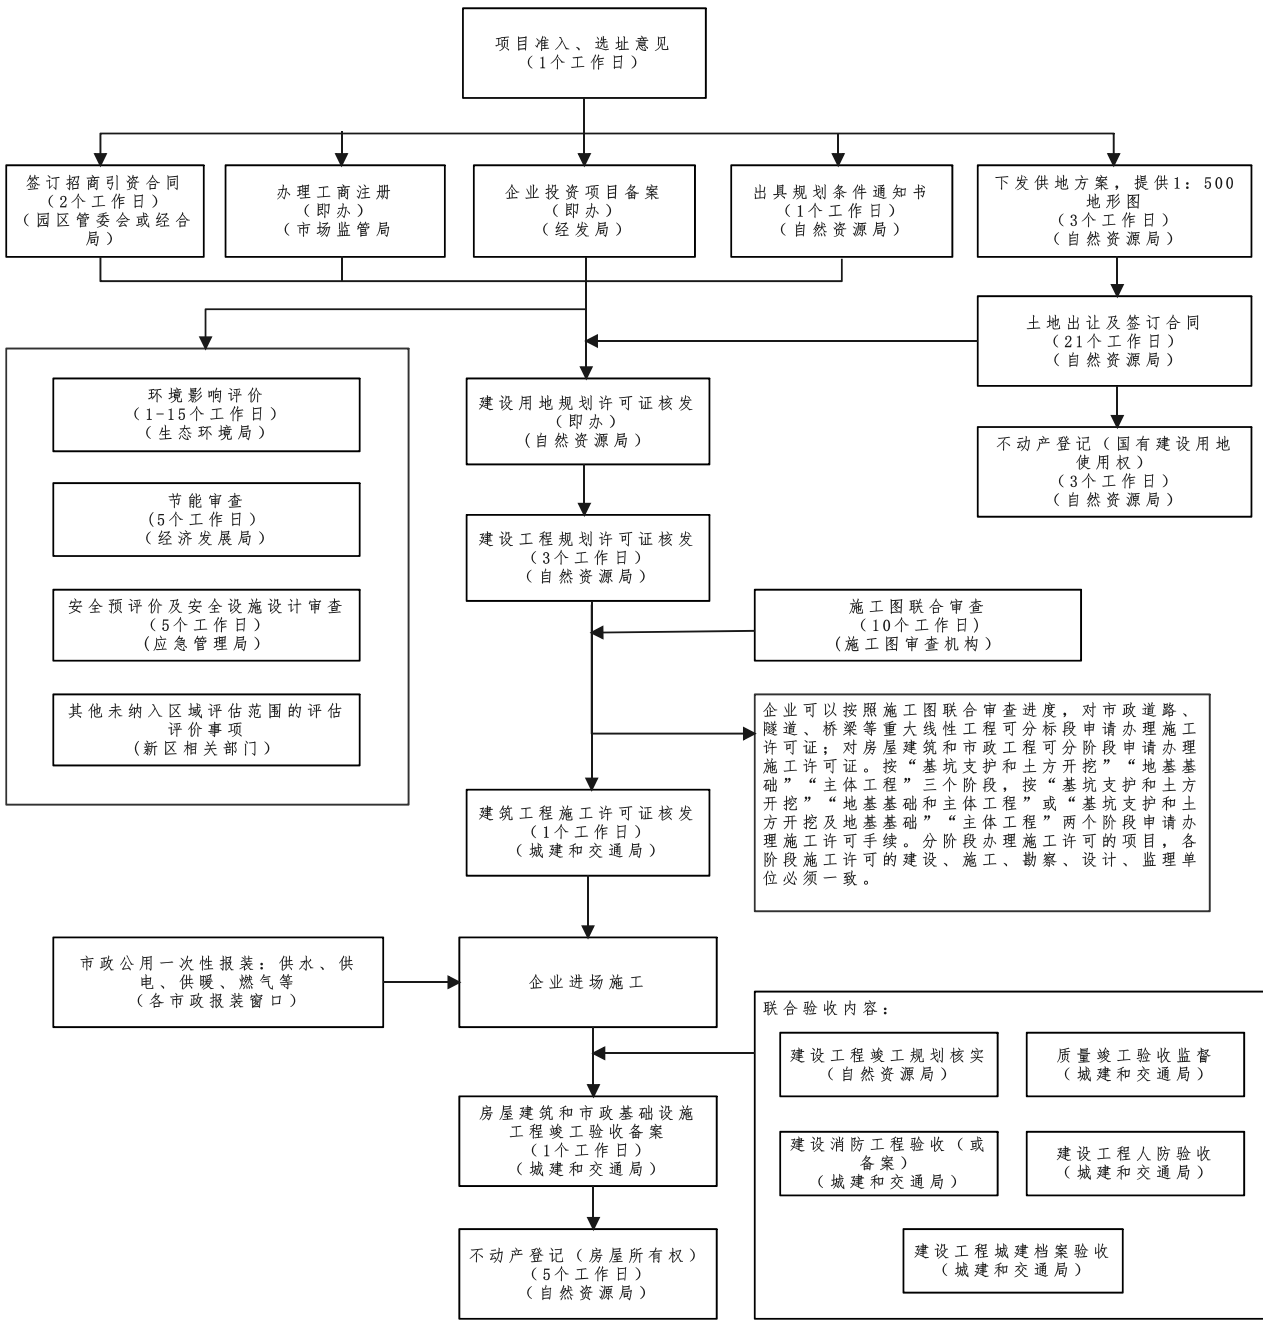 项目准入、选址意见
（1个工作日）
签订招商引资合同
（2个工作日）
（园区管委会或经合
局）
办理工商注册
（即办）
（市场监管局
企业投资项目备案
（即办）
（经发局）
出具规划条件通知书
（1个工作日）
（自然资源局）
下发供地方案，提供1：500
地形图
（3个工作日）
（自然资源局）
土地出让及签订合同
（21个工作日）
（自然资源局）
环境影响评价
（1-15个工作日）
（生态环境局）
建设用地规划许可证核发
（即办）
（自然资源局）
不动产登记（国有建设用地
使用权）
（3个工作日）
（自然资源局）
节能审查
（5个工作日）
（经济发展局）
建设工程规划许可证核发
（3个工作日）
（自然资源局）
安全预评价及安全设施设计审查
（5个工作日）
（应急管理局）
施工图联合审查
（10个工作日）
（施工图审查机构）
其他未纳入区域评估范围的评估
评价事项
（新区相关部门）
企业可以按照施工图联合审查进度，对市政道路、
隧道、桥梁等重大线性工程可分标段申请办理施工
许可证；对房屋建筑和市政工程可分阶段申请办理
施工许可证。按“基坑支护和土方开挖”“地基基
础”“主体工程”三个阶段，按“基坑支护和土方
开挖”“地基基础和主体工程”或“基坑支护和土
方开挖及地基基础”“主体工程”两个阶段申请办
理施工许可手续。分阶段办理施工许可的项目，各
阶段施工许可的建设、施工、勘察、设计、监理单
位必须一致。
建筑工程施工许可证核发
（1个工作日）
（城建和交通局）
市政公用一次性报装：供水、供
电、供暖、燃气等
（各市政报装窗口）
企业进场施工
联合验收内容：
建设工程竣工规划核实
（自然资源局）
质量竣工验收监督
（城建和交通局）
建设消防工程验收（或
备案）
（城建和交通局）
建设工程人防验收
（城建和交通局）
建设工程城建档案验收
（城建和交通局）
房屋建筑和市政基础设施
工程竣工验收备案
（1个工作日）
（城建和交通局）
不动产登记（房屋所有权）
（5个工作日）
（自然资源局）